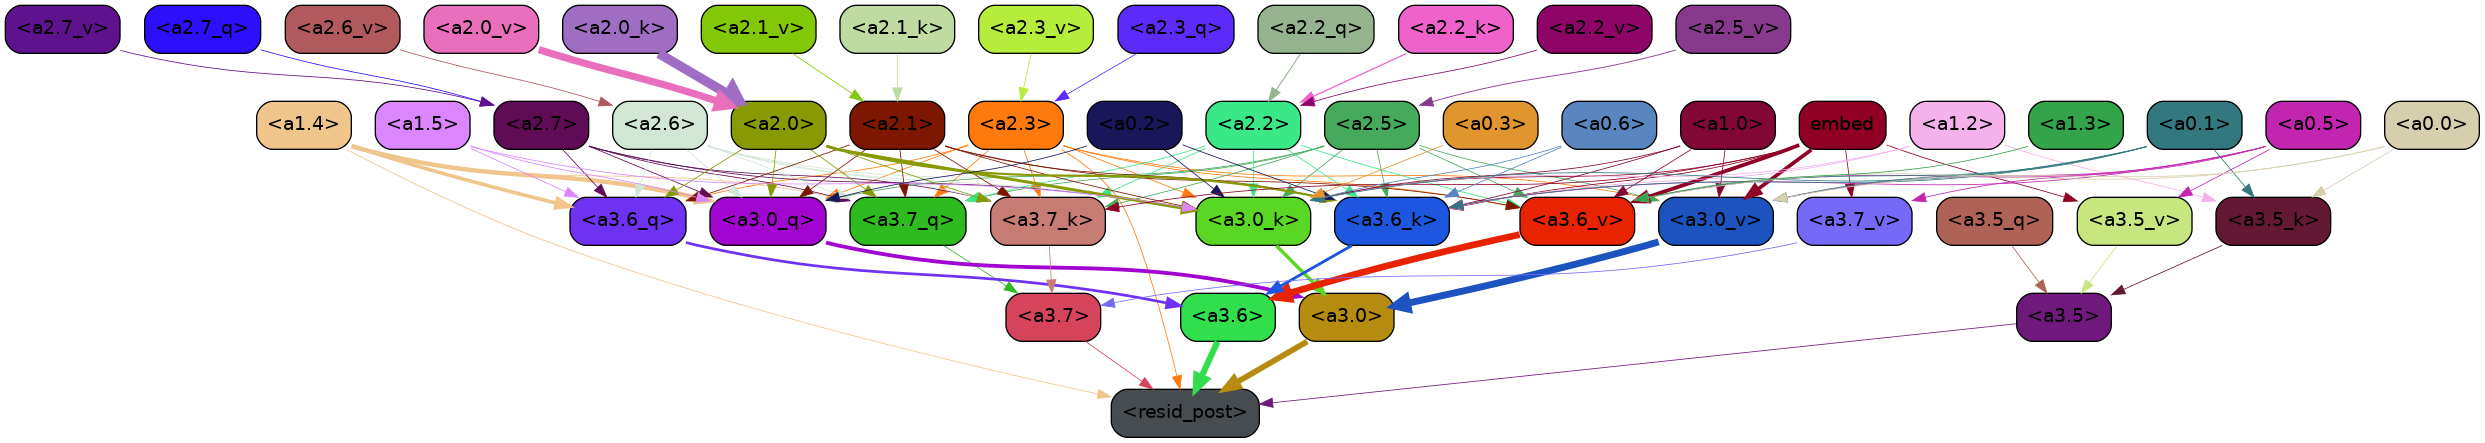 <a2.7_v> <a2.7_q> <a2.6_v> <a2.0_v> <a2.0_k> <a2.1_v> <a2.1_k> <a2.3_v> <a2.3_q> <a2.2_q> <a2.2_k> <a2.2_v> <a2.5_v>
<a1.4> <a1.5> <a2.7> <a2.6> <a2.0> <a2.1> <a2.3> <a0.2> <a2.2> <a2.5> <a0.3> <a0.6> <a1.0> embed <a1.2> <a1.3> <a0.1> <a0.5> <a0.0>
<a3.6_q> <a3.0_q> <a3.7_q> <a3.7_k> <a3.0_k> <a3.6_k> <a3.6_v> <a3.0_v> <a3.7_v> <a3.5_q> <a3.5_v> <a3.5_k>
<a3.7> <a3.6> <a3.0> <a3.5>
<resid_post>